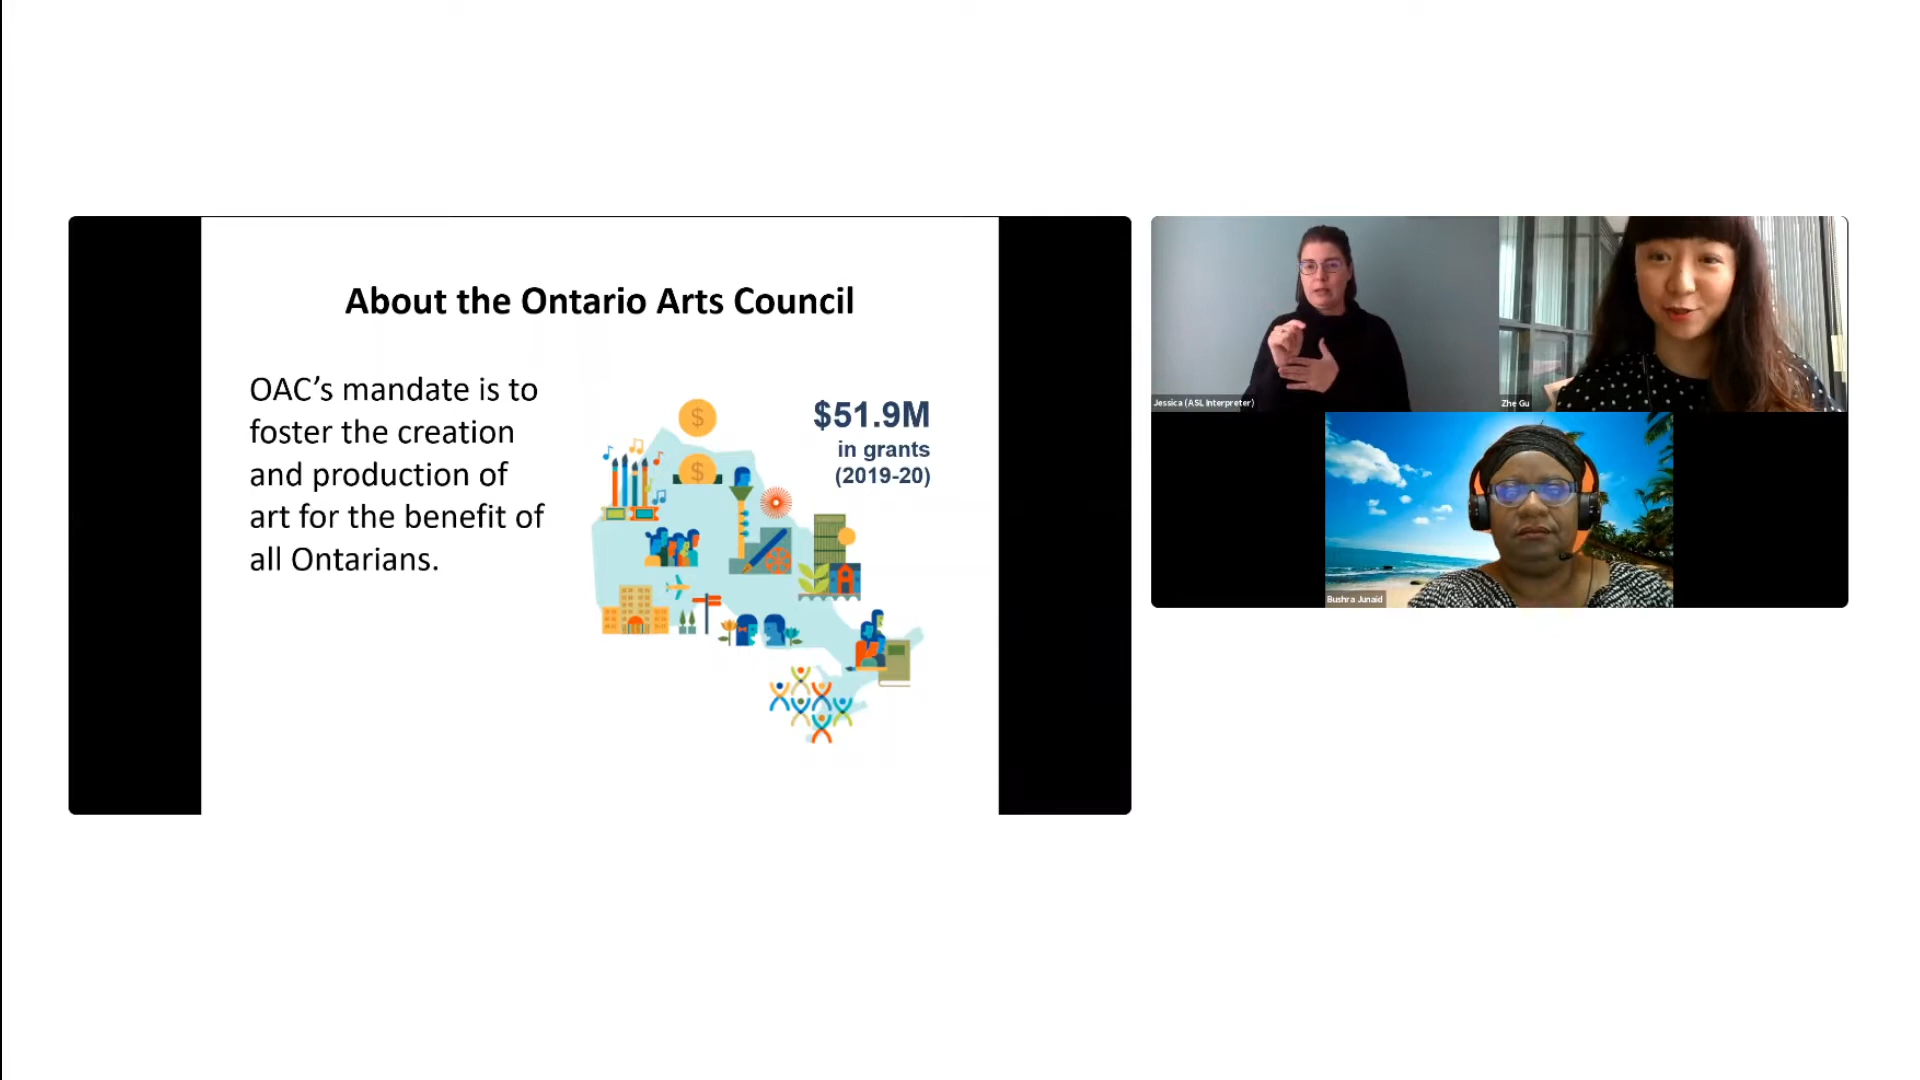 About the Ontario Arts Council
OAC’s mandate is to
foster the creation
and production of
art for the benefit of
all Ontarians.
$51.9M
in grants
(2019-20)
$
$
Jessica (ASL Interpreter)
Zhe Gu
Bushra Junaid